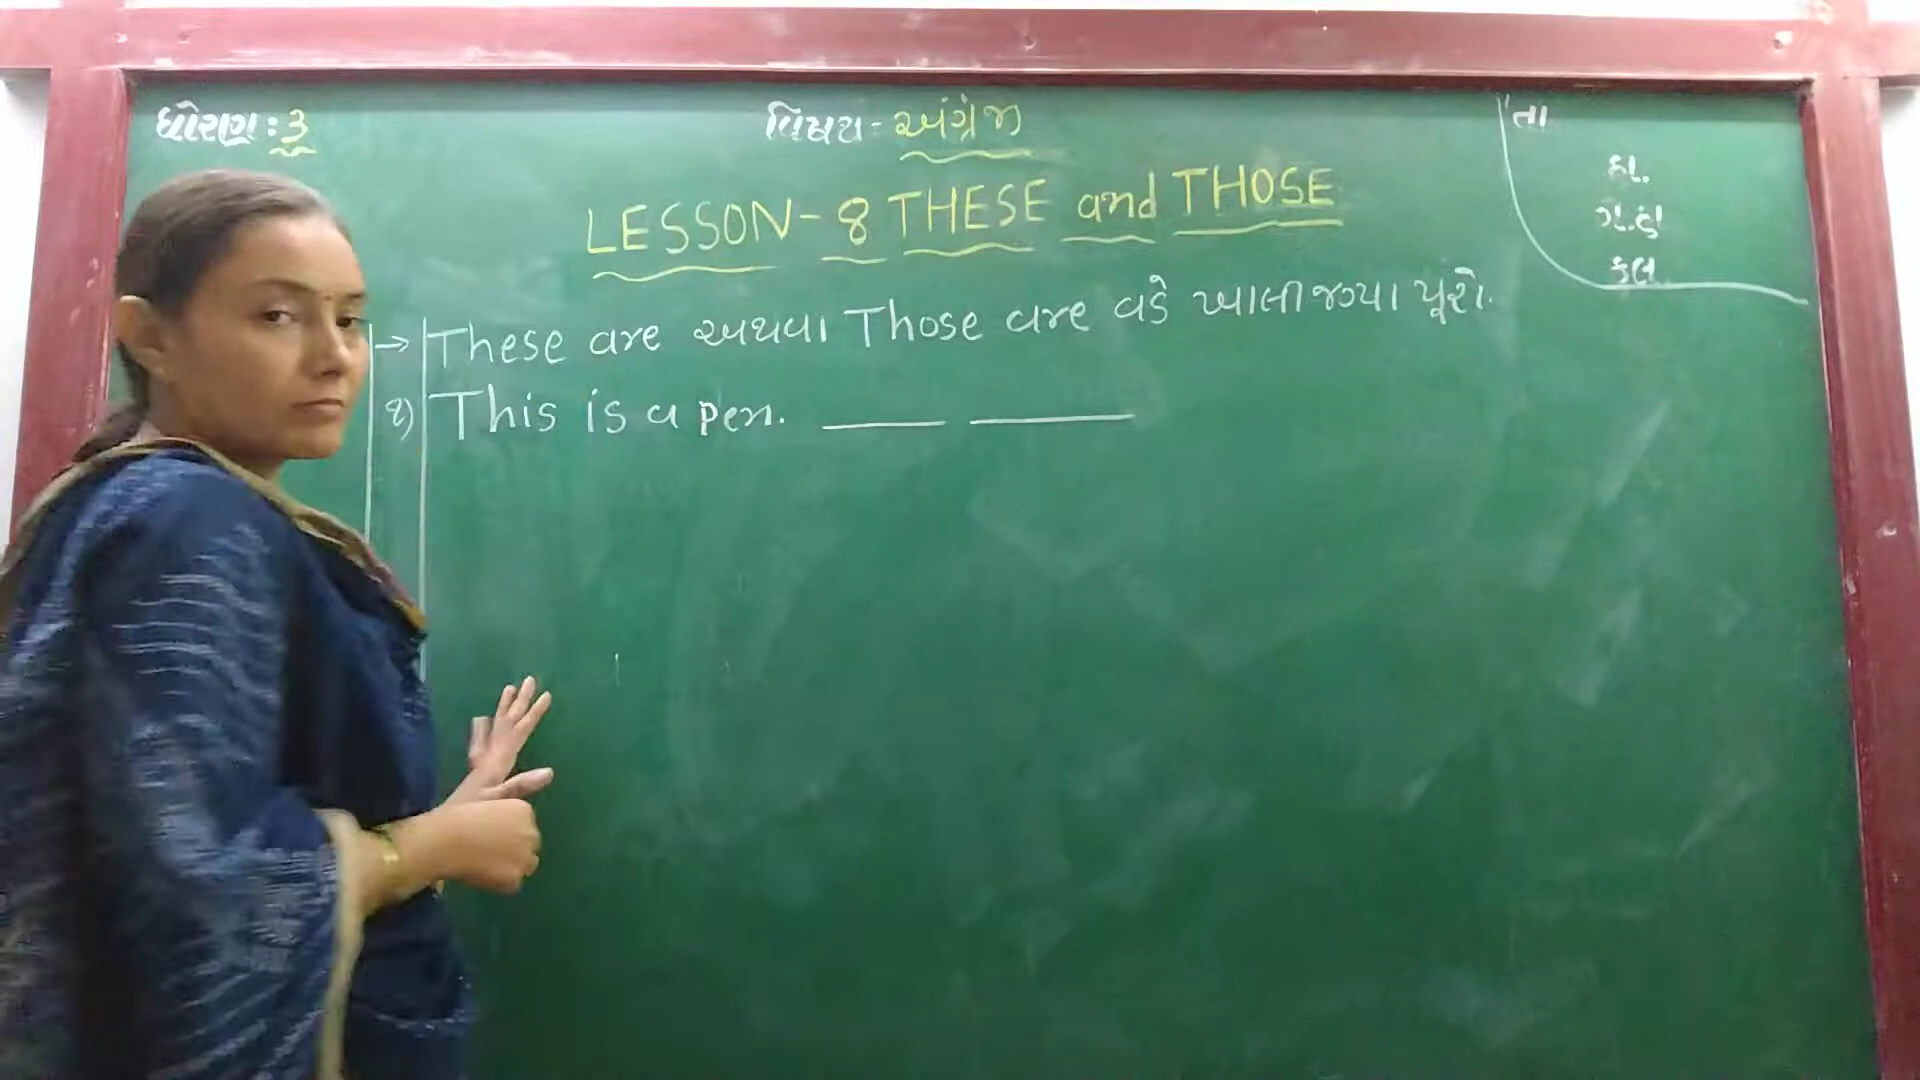 ધોરણ: 3
વિષય - અંગ્રેજી
તા
હા.
ગે.હા
કુલ
LESSON-8 THESE and THOSE
→ These are અથવા Those are વડે ખાલી જગ્યા પૂરો.
૧) This is a pen. ____ ____